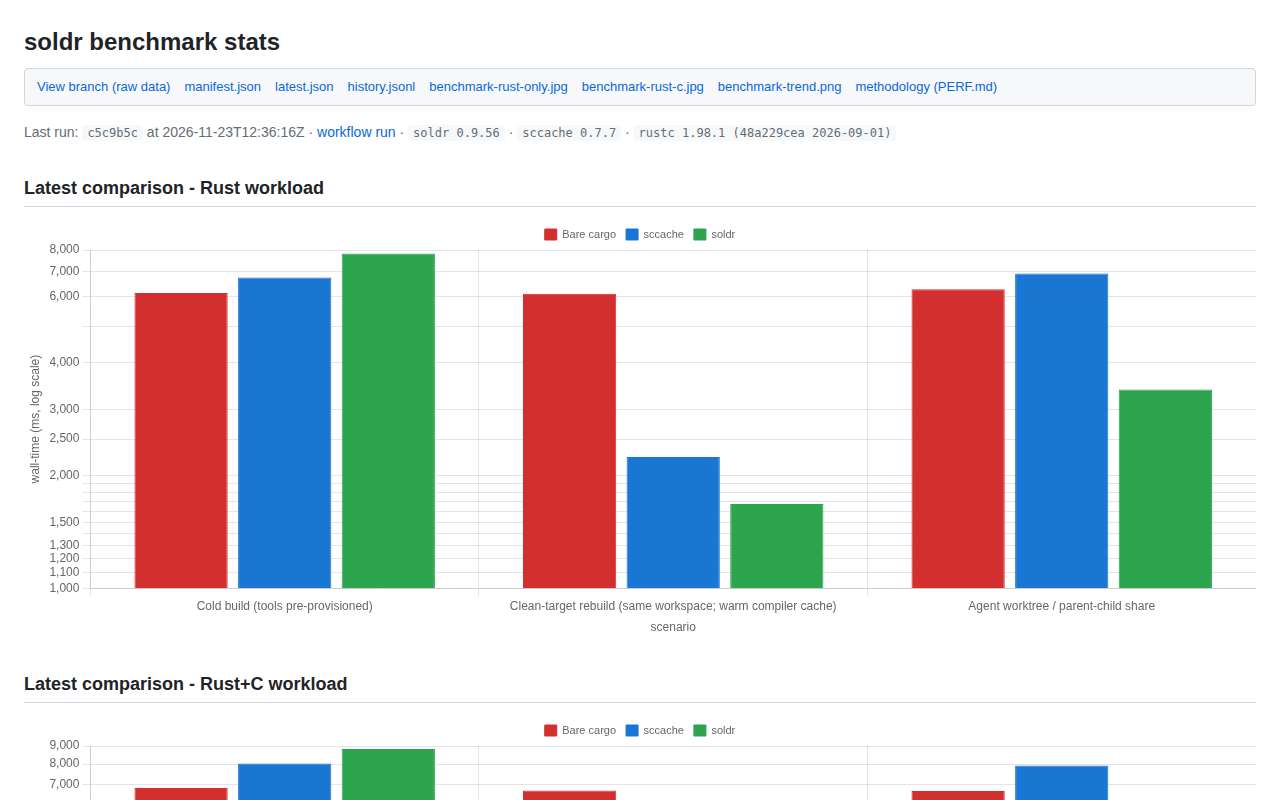 soldr benchmark stats
View branch (raw data) manifest.json latest.json history.jsonl benchmark-rust-only.jpg benchmark-rust-c.jpg benchmark-trend.png methodology (PERF.md)
Last run: c5c9b5c at 2026-11-23T12:36:16Z · workflow run · soldr 0.9.56 · sccache 0.7.7 · rustc 1.98.1 (48a229cea 2026-09-01)
Latest comparison - Rust workload
Bare cargo sccache soldr
8,000
7,000
6,000
4,000
3,000
2,500
2,000
1,500
1,300
1,200
1,100
1,000
wall-time (ms, log scale)
Cold build (tools pre-provisioned) Clean-target rebuild (same workspace; warm compiler cache) Agent worktree / parent-child share
scenario
Latest comparison - Rust+C workload
Bare cargo sccache soldr
9,000
8,000
7,000